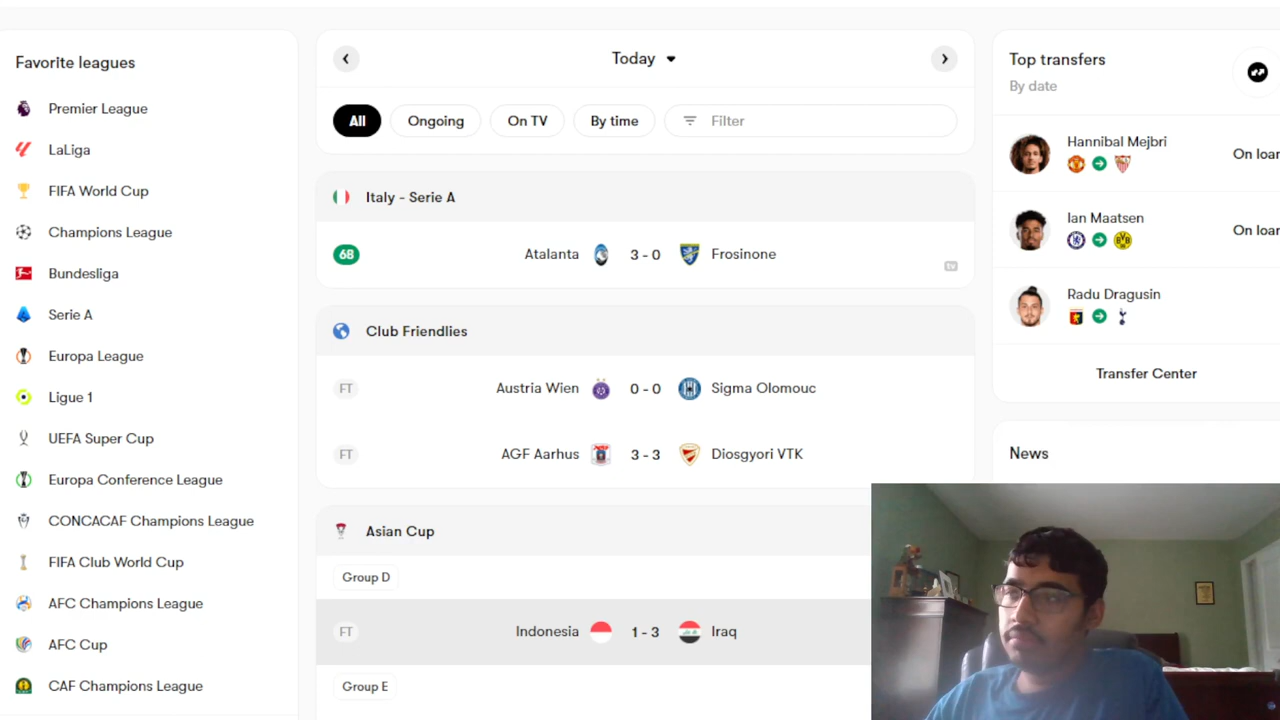 Favorite leagues
Premier League
LaLiga
FIFA World Cup
Champions League
Bundesliga
Serie A
Europa League
Ligue 1
UEFA Super Cup
Europa Conference League
CONCACAF Champions League
FIFA Club World Cup
AFC Champions League
AFC Cup
CAF Champions League
Today
All Ongoing On TV By time Filter
Italy - Serie A
68 Atalanta 3 - 0 Frosinone
tv
Club Friendlies
FT Austria Wien 0 - 0 Sigma Olomouc
FT AGF Aarhus 3 - 3 Diosgyori VTK
Asian Cup
Group D
FT Indonesia 1 - 3 Iraq
Group E
Top transfers
By date
Hannibal Mejbri
On loan
Ian Maatsen
On loan
Radu Dragusin
Transfer Center
News